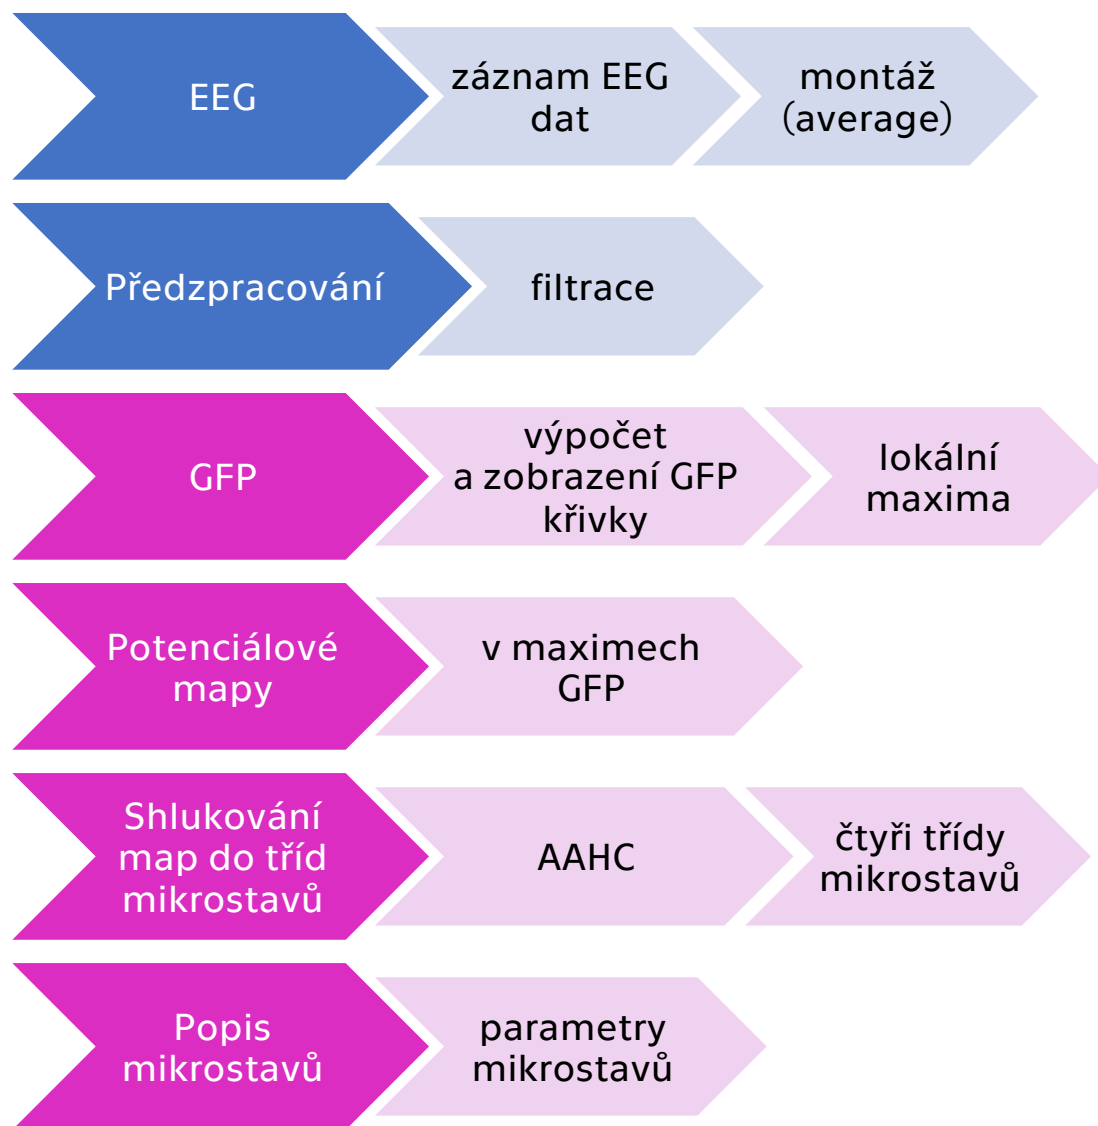 EEG
záznam EEG
dat
montáž
(average)
Předzpracování
filtrace
GFP
výpočet
a zobrazení GFP
křivky
lokální
maxima
Potenciálové
mapy
v maximech
GFP
Shlukování
map do tříd
mikrostavů
AAHC
čtyři třídy
mikrostavů
Popis
mikrostavů
parametry
mikrostavů